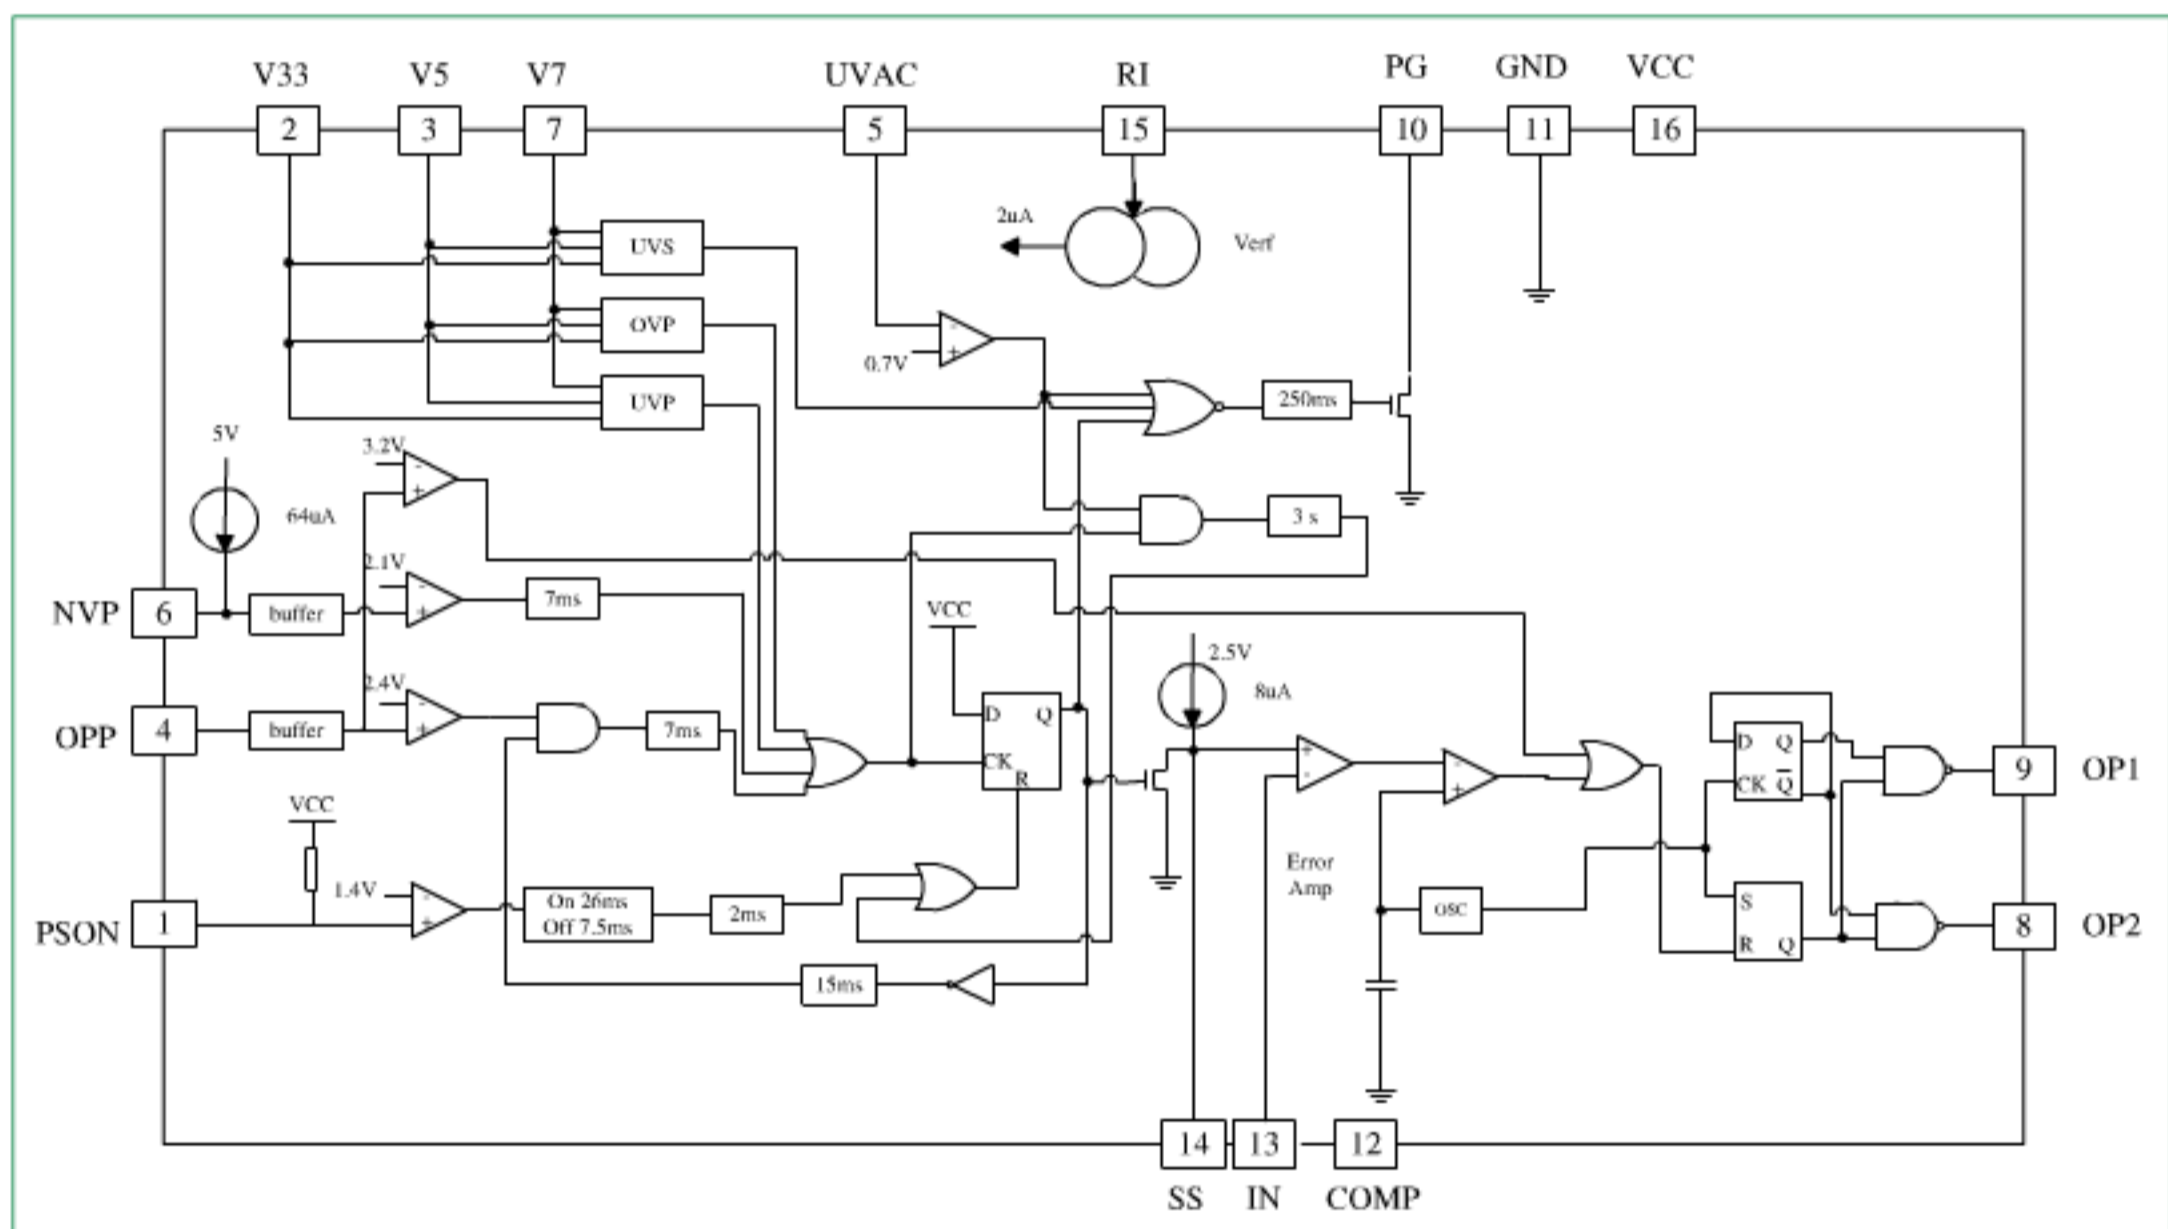 V33
V5
V7
UVAC
RI
PG
GND
VCC
2
3
7
5
15
10
11
16
2uA
Verf
UVS
OVP
UVP
-
+
0.7V
250ms
5V
64uA
3.2V
-
+
3 s
2.1V
-
+
7ms
NVP
6
buffer
VCC
2.5V
8uA
2.4V
-
+
OPP
4
buffer
7ms
D
Q
CK
R
+
-
-
+
D
Q
CK
Q
9
OP1
VCC
1.4V
-
+
PSON
1
On 26ms
Off 7.5ms
2ms
Error
Amp
OSC
S
R
Q
8
OP2
15ms
14
13
12
SS
IN
COMP